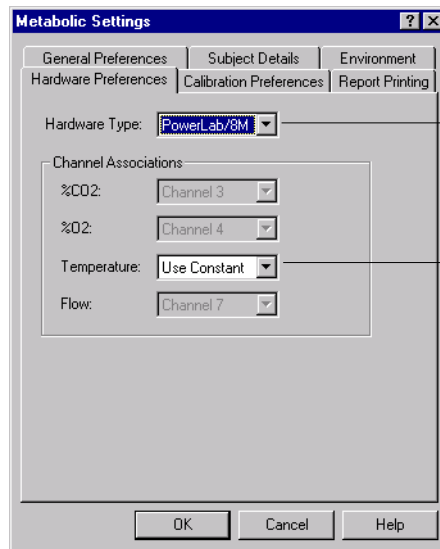 Metabolic Settings
General Preferences Subject Details Environment
Hardware Preferences Calibration Preferences Report Printing
Hardware Type: PowerLab/8M
Channel Associations
%CO2: Channel 3
%O2: Channel 4
Temperature: Use Constant
Flow: Channel 7
OK Cancel Help